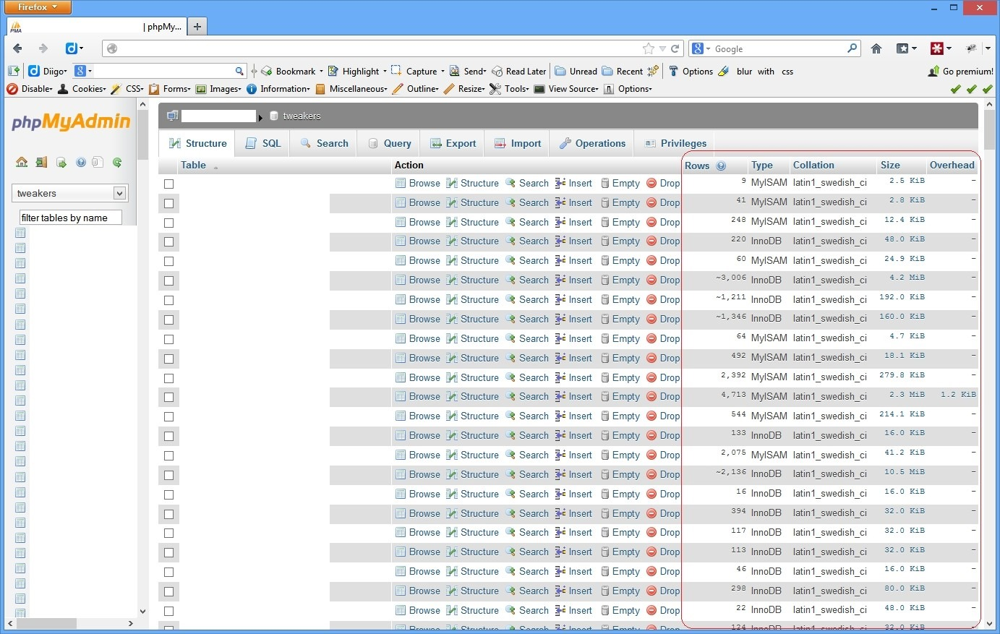 Firefox
PMA | phpMy... +
Google
Diigo Bookmark Highlight Capture Send Read Later Unread Recent Options blur with css Go premium!
Disable Cookies CSS Forms Images Information Miscellaneous Outline Resize Tools View Source Options
phpMyAdmin
tweakers
filter tables by name
tweakers
Structure SQL Search Query Export Import Operations Privileges
Table Action Rows Type Collation Size Overhead
Browse Structure Search Insert Empty Drop 9 MyISAM latin1_swedish_ci 2.5 KiB -
Browse Structure Search Insert Empty Drop 41 MyISAM latin1_swedish_ci 2.8 KiB -
Browse Structure Search Insert Empty Drop 248 MyISAM latin1_swedish_ci 12.4 KiB -
Browse Structure Search Insert Empty Drop 220 InnoDB latin1_swedish_ci 48.0 KiB -
Browse Structure Search Insert Empty Drop 60 MyISAM latin1_swedish_ci 24.9 KiB -
Browse Structure Search Insert Empty Drop ~3,006 InnoDB latin1_swedish_ci 4.2 MiB -
Browse Structure Search Insert Empty Drop ~1,211 InnoDB latin1_swedish_ci 192.0 KiB -
Browse Structure Search Insert Empty Drop ~1,346 InnoDB latin1_swedish_ci 160.0 KiB -
Browse Structure Search Insert Empty Drop 64 MyISAM latin1_swedish_ci 4.7 KiB -
Browse Structure Search Insert Empty Drop 492 MyISAM latin1_swedish_ci 18.1 KiB -
Browse Structure Search Insert Empty Drop 2,392 MyISAM latin1_swedish_ci 279.8 KiB -
Browse Structure Search Insert Empty Drop 4,713 MyISAM latin1_swedish_ci 2.3 MiB 1.2 KiB
Browse Structure Search Insert Empty Drop 544 MyISAM latin1_swedish_ci 214.1 KiB -
Browse Structure Search Insert Empty Drop 133 InnoDB latin1_swedish_ci 16.0 KiB -
Browse Structure Search Insert Empty Drop 2,075 MyISAM latin1_swedish_ci 41.2 KiB -
Browse Structure Search Insert Empty Drop ~2,136 InnoDB latin1_swedish_ci 10.5 MiB -
Browse Structure Search Insert Empty Drop 16 InnoDB latin1_swedish_ci 16.0 KiB -
Browse Structure Search Insert Empty Drop 394 InnoDB latin1_swedish_ci 32.0 KiB -
Browse Structure Search Insert Empty Drop 117 InnoDB latin1_swedish_ci 32.0 KiB -
Browse Structure Search Insert Empty Drop 113 InnoDB latin1_swedish_ci 32.0 KiB -
Browse Structure Search Insert Empty Drop 46 InnoDB latin1_swedish_ci 16.0 KiB -
Browse Structure Search Insert Empty Drop 298 InnoDB latin1_swedish_ci 80.0 KiB -
Browse Structure Search Insert Empty Drop 22 InnoDB latin1_swedish_ci 48.0 KiB -
Browse Structure Search Insert Empty Drop 124 InnoDB latin1_swedish_ci 32.0 KiB -